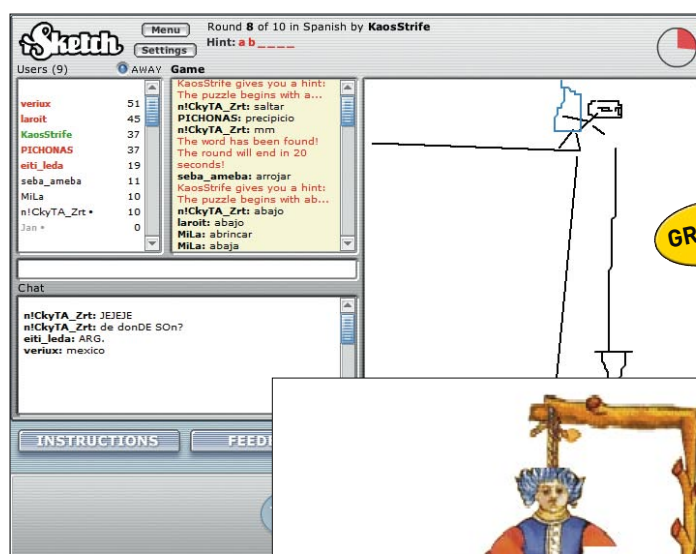 iSketch
Menu
Settings
Round 8 of 10 in Spanish by KaosStrife
Hint: a b _ _ _ _
Users (9) AWAY
veriux 51
laroit 45
KaosStrife 37
PICHONAS 37
eiti_leda 19
seba_ameba 11
MiLa 10
n!CkyTA_Zrt • 10
Jan • 0
Game
KaosStrife gives you a hint:
The puzzle begins with a...
n!CkyTA_Zrt: saltar
PICHONAS: precipicio
n!CkyTA_Zrt: mm
The word has been found!
The round will end in 20
seconds!
seba_ameba: arrojar
KaosStrife gives you a hint:
The puzzle begins with ab...
n!CkyTA_Zrt: abajo
laroit: abajo
MiLa: abrincar
MiLa: abaja
GR
Chat
n!CkyTA_Zrt: JEJEJE
n!CkyTA_Zrt: de donDE SOn?
eiti_leda: ARG.
veriux: mexico
INSTRUCTIONS
FEED